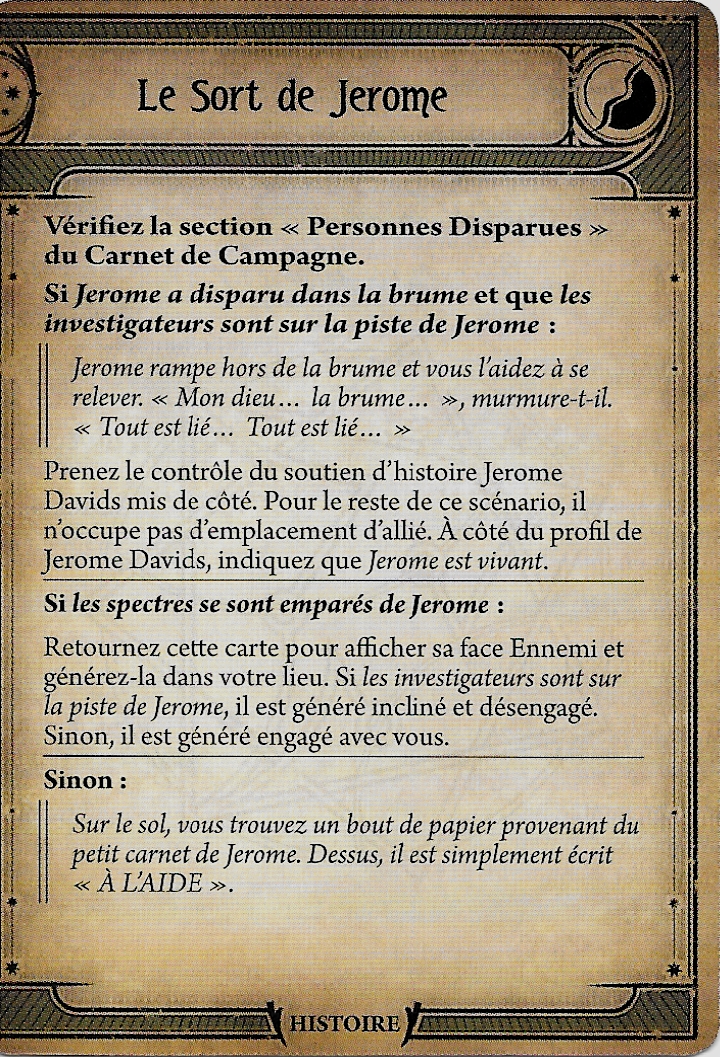 Le Sort de Jerome
Vérifiez la section « Personnes Disparues »
du Carnet de Campagne.
Si Jerome a disparu dans la brume et que les
investigateurs sont sur la piste de Jerome :
Jerome rampe hors de la brume et vous l’aidez à se
relever. « Mon dieu… la brume… », murmure-t-il.
« Tout est lié… Tout est lié… »
Prenez le contrôle du soutien d’histoire Jerome
Davids mis de côté. Pour le reste de ce scénario, il
n’occupe pas d’emplacement d’allié. À côté du profil de
Jerome Davids, indiquez que Jerome est vivant.
Si les spectres se sont emparés de Jerome :
Retournez cette carte pour afficher sa face Ennemi et
générez-la dans votre lieu. Si les investigateurs sont sur
la piste de Jerome, il est généré incliné et désengagé.
Sinon, il est généré engagé avec vous.
Sinon :
Sur le sol, vous trouvez un bout de papier provenant du
petit carnet de Jerome. Dessus, il est simplement écrit
« À L’AIDE ».
HISTOIRE